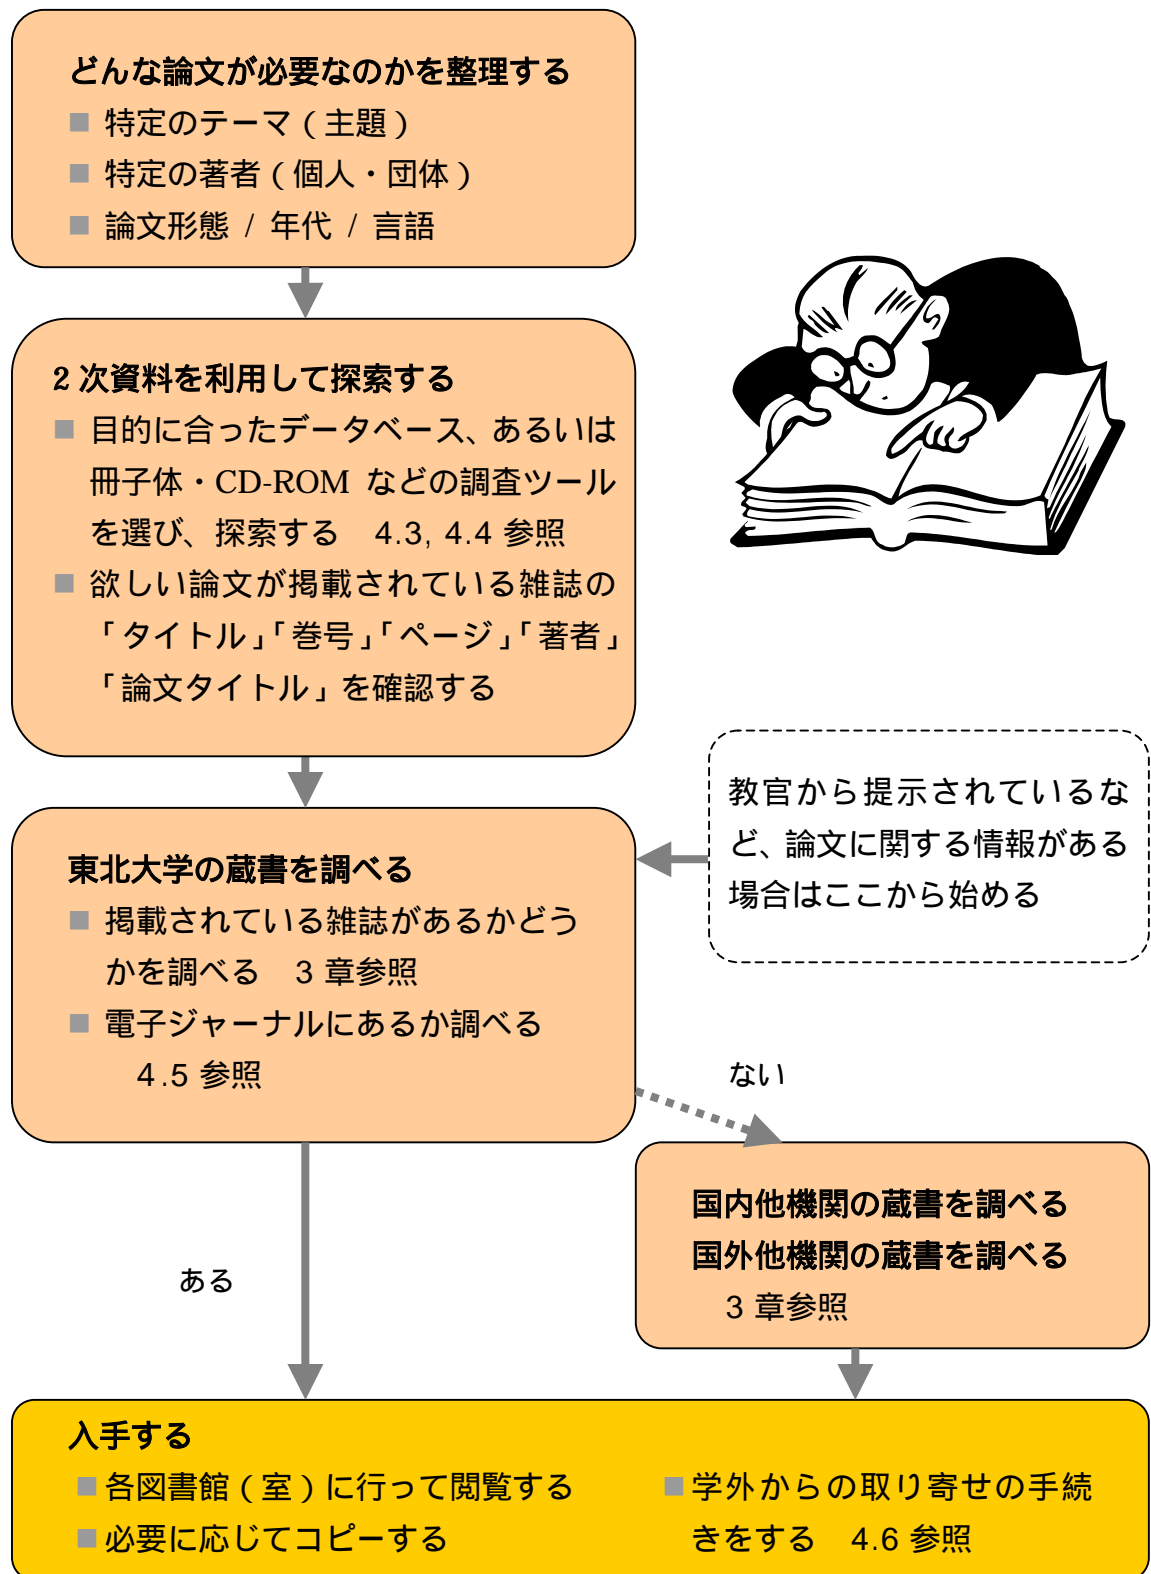 どんな論文が必要なのかを整理する
■ 特定のテーマ（主題）
■ 特定の著者（個人・団体）
■ 論文形態 / 年代 / 言語
2 次資料を利用して探索する
■ 目的に合ったデータベース、あるいは
冊子体・CD-ROM などの調査ツール
を選び、探索する　4.3, 4.4 参照
■ 欲しい論文が掲載されている雑誌の
「タイトル」「巻号」「ページ」「著者」
「論文タイトル」を確認する
教官から提示されているな
ど、論文に関する情報がある
場合はここから始める
東北大学の蔵書を調べる
■ 掲載されている雑誌があるかどう
かを調べる　3 章参照
■ 電子ジャーナルにあるか調べる
4.5 参照
ない
国内他機関の蔵書を調べる
国外他機関の蔵書を調べる
3 章参照
ある
入手する
■ 各図書館（室）に行って閲覧する
■ 必要に応じてコピーする
■ 学外からの取り寄せの手続
きをする　4.6 参照